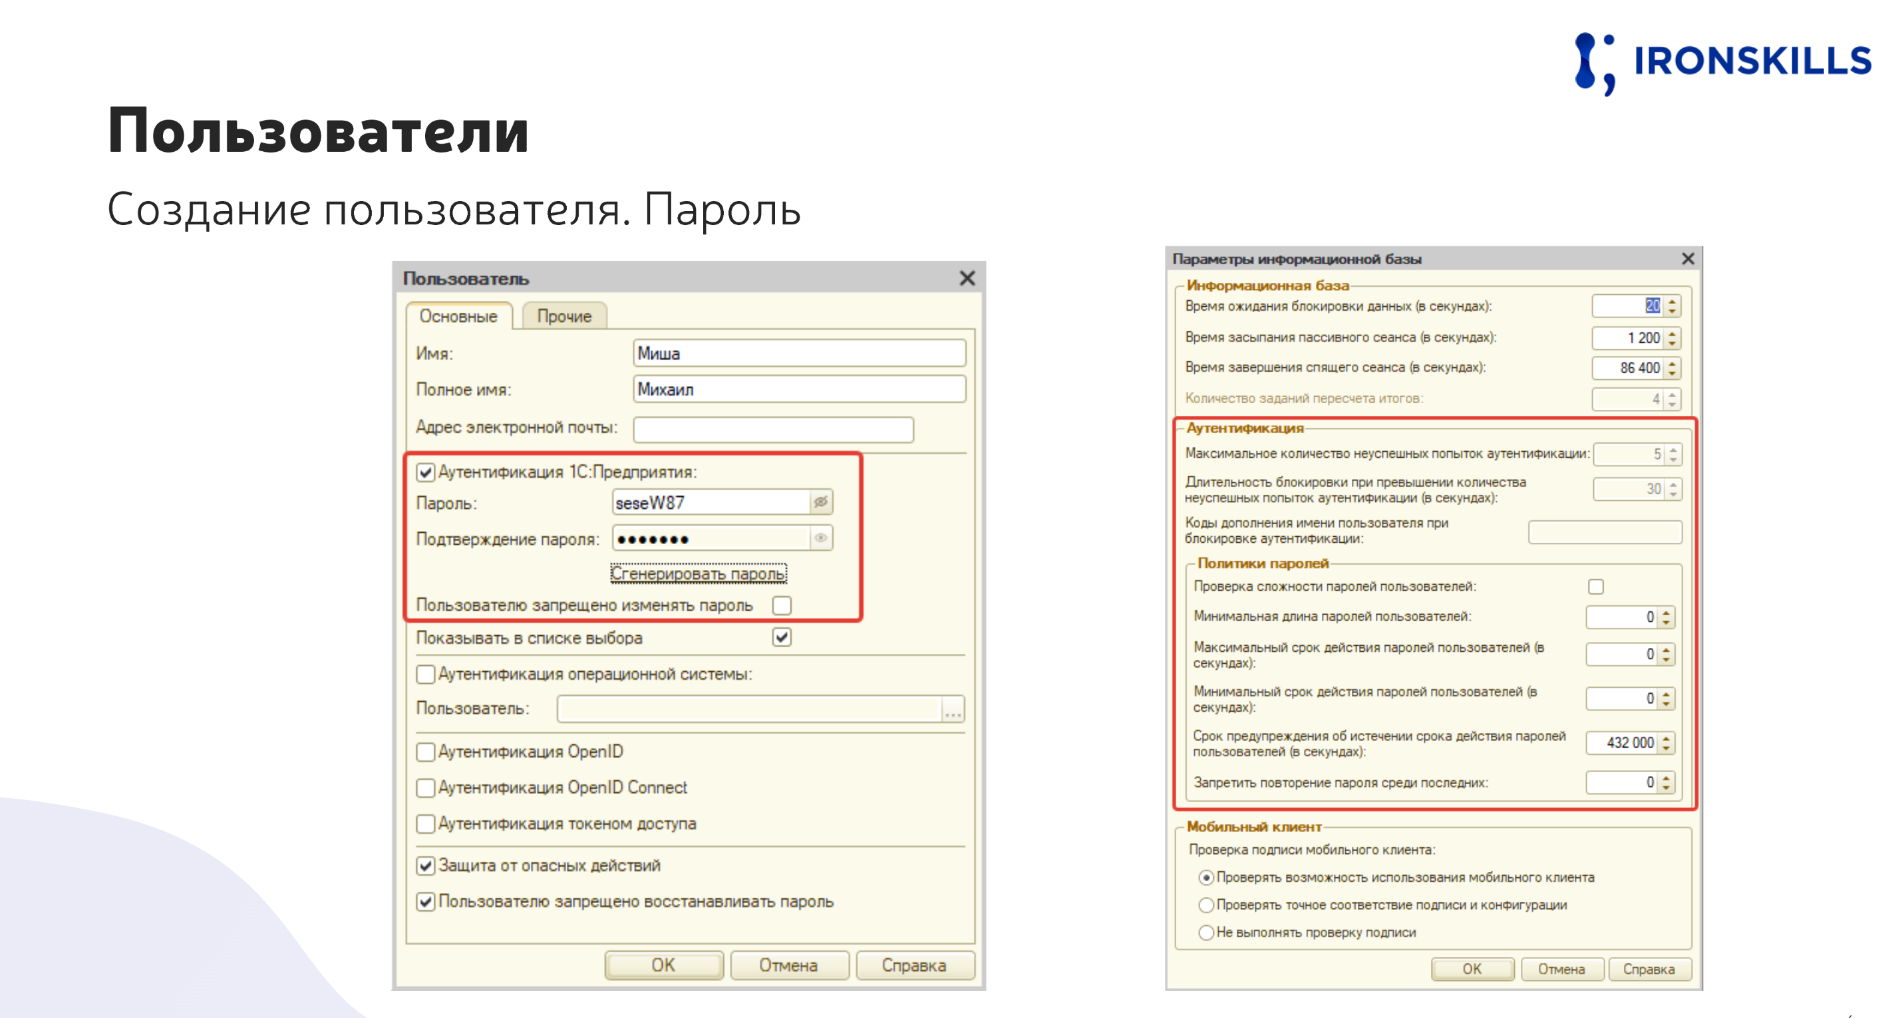 IRONSKILLS
Пользователи
Создание пользователя. Пароль
Пользователь
Основные
Прочие
Имя:
Миша
Полное имя:
Михаил
Адрес электронной почты:
Аутентификация 1С:Предприятия:
Пароль:
seseW87
Подтверждение пароля:
Сгенерировать пароль
Пользователю запрещено изменять пароль
Показывать в списке выбора
Аутентификация операционной системы:
Пользователь:
...
Аутентификация OpenID
Аутентификация OpenID Connect
Аутентификация токеном доступа
Защита от опасных действий
Пользователю запрещено восстанавливать пароль
ОК
Отмена
Справка
Параметры информационной базы
Информационная база
Время ожидания блокировки данных (в секундах):
20
Время засыпания пассивного сеанса (в секундах):
1 200
Время завершения спящего сеанса (в секундах):
86 400
Количество заданий пересчета итогов:
4
Аутентификация
Максимальное количество неуспешных попыток аутентификации:
5
Длительность блокировки при превышении количества
неуспешных попыток аутентификации (в секундах):
30
Коды дополнения имени пользователя при
блокировке аутентификации:
Политики паролей
Проверка сложности паролей пользователей:
Минимальная длина паролей пользователей:
0
Максимальный срок действия паролей пользователей (в
секундах):
0
Минимальный срок действия паролей пользователей (в
секундах):
0
Срок предупреждения об истечении срока действия паролей
пользователей (в секундах):
432 000
Запретить повторение пароля среди последних:
0
Мобильный клиент
Проверка подписи мобильного клиента:
Проверять возможность использования мобильного клиента
Проверять точное соответствие подписи и конфигурации
Не выполнять проверку подписи
ОК
Отмена
Справка